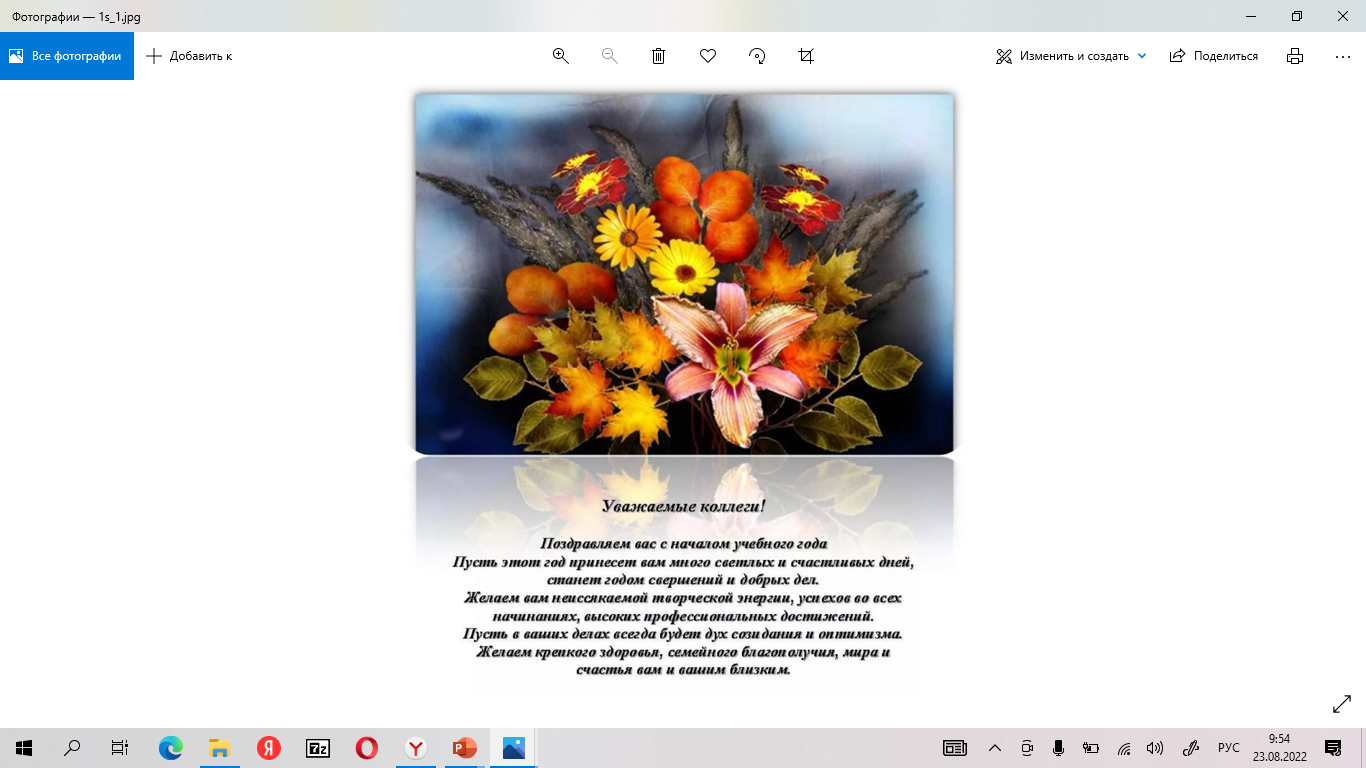 Фотографии — 1s_1.jpg
Все фотографии
Добавить к
Изменить и создать
Поделиться
Уважаемые коллеги!
Поздравляем вас с началом учебного года
Пусть этот год принесет вам много светлых и счастливых дней,
станет годом свершений и добрых дел.
Желаем вам неиссякаемой творческой энергии, успехов во всех
начинаниях, высоких профессиональных достижений.
Пусть в ваших делах всегда будет дух созидания и оптимизма.
Желаем крепкого здоровья, семейного благополучия, мира и
счастья вам и вашим близким.
Я
7z
Y
P
РУС
9:54
23.08.2022